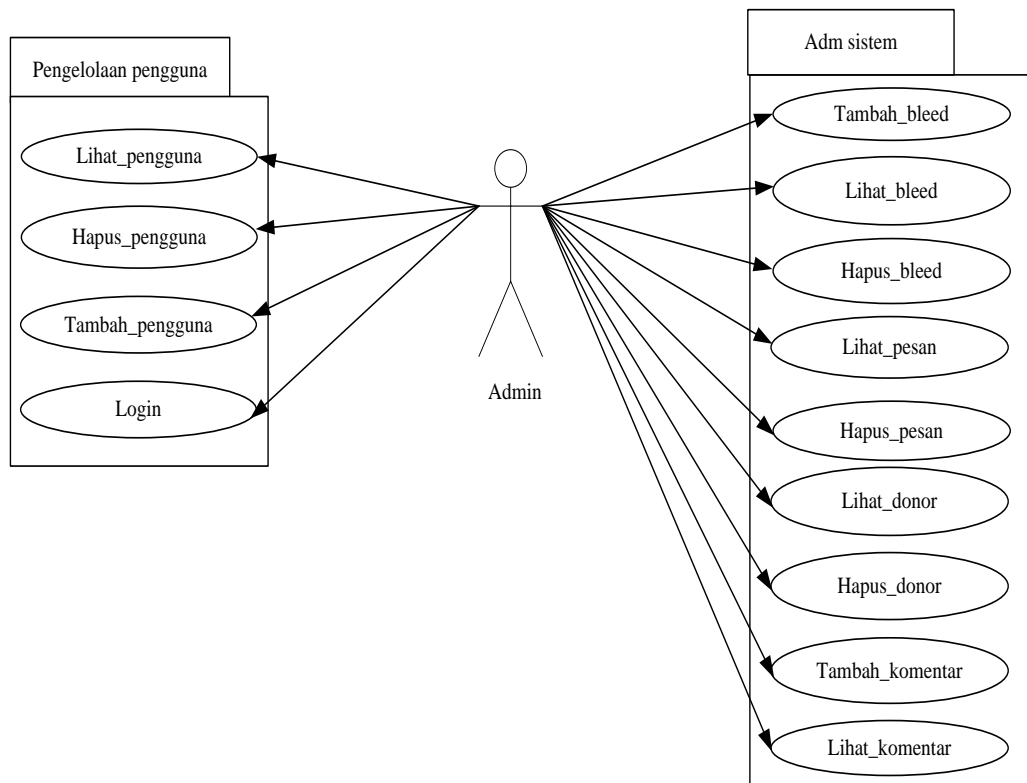 Pengelolaan pengguna
Lihat_pengguna
Hapus_pengguna
Tambah_pengguna
Login
Admin
Adm sistem
Tambah_bleed
Lihat_bleed
Hapus_bleed
Lihat_pesan
Hapus_pesan
Lihat_donor
Hapus_donor
Tambah_komentar
Lihat_komentar